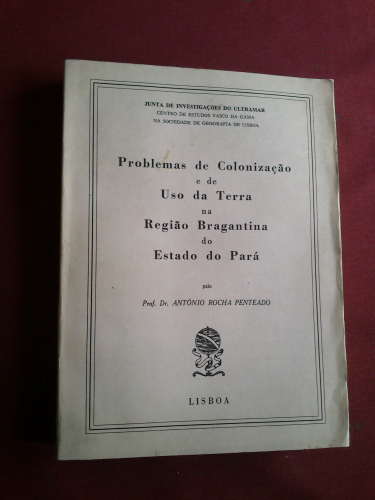 JUNTA DE INVESTIGAÇÕES DO ULTRAMAR
CENTRO DE ESTUDOS VASCO DA GAMA
NA SOCIEDADE DE GEOGRAFIA DE LISBOA
Problemas de Colonização
e de
Uso da Terra
na
Região Bragantina
do
Estado do Pará
pelo
Prof. Dr. ANTÓNIO ROCHA PENTEADO
LISBOA